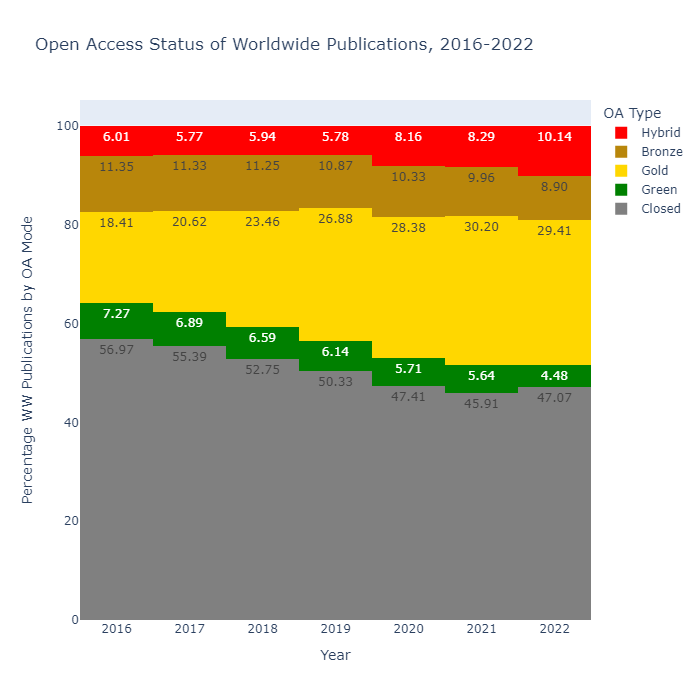 Open Access Status of Worldwide Publications, 2016-2022
OA Type
Hybrid
Bronze
Gold
Green
Closed
Percentage WW Publications by OA Mode
100
80
60
40
20
0
6.01 5.77 5.94 5.78 8.16 8.29 10.14
11.35 11.33 11.25 10.87 10.33 9.96 8.90
18.41 20.62 23.46 26.88 28.38 30.20 29.41
7.27 6.89 6.59 6.14 5.71 5.64 4.48
56.97 55.39 52.75 50.33 47.41 45.91 47.07
2016 2017 2018 2019 2020 2021 2022
Year